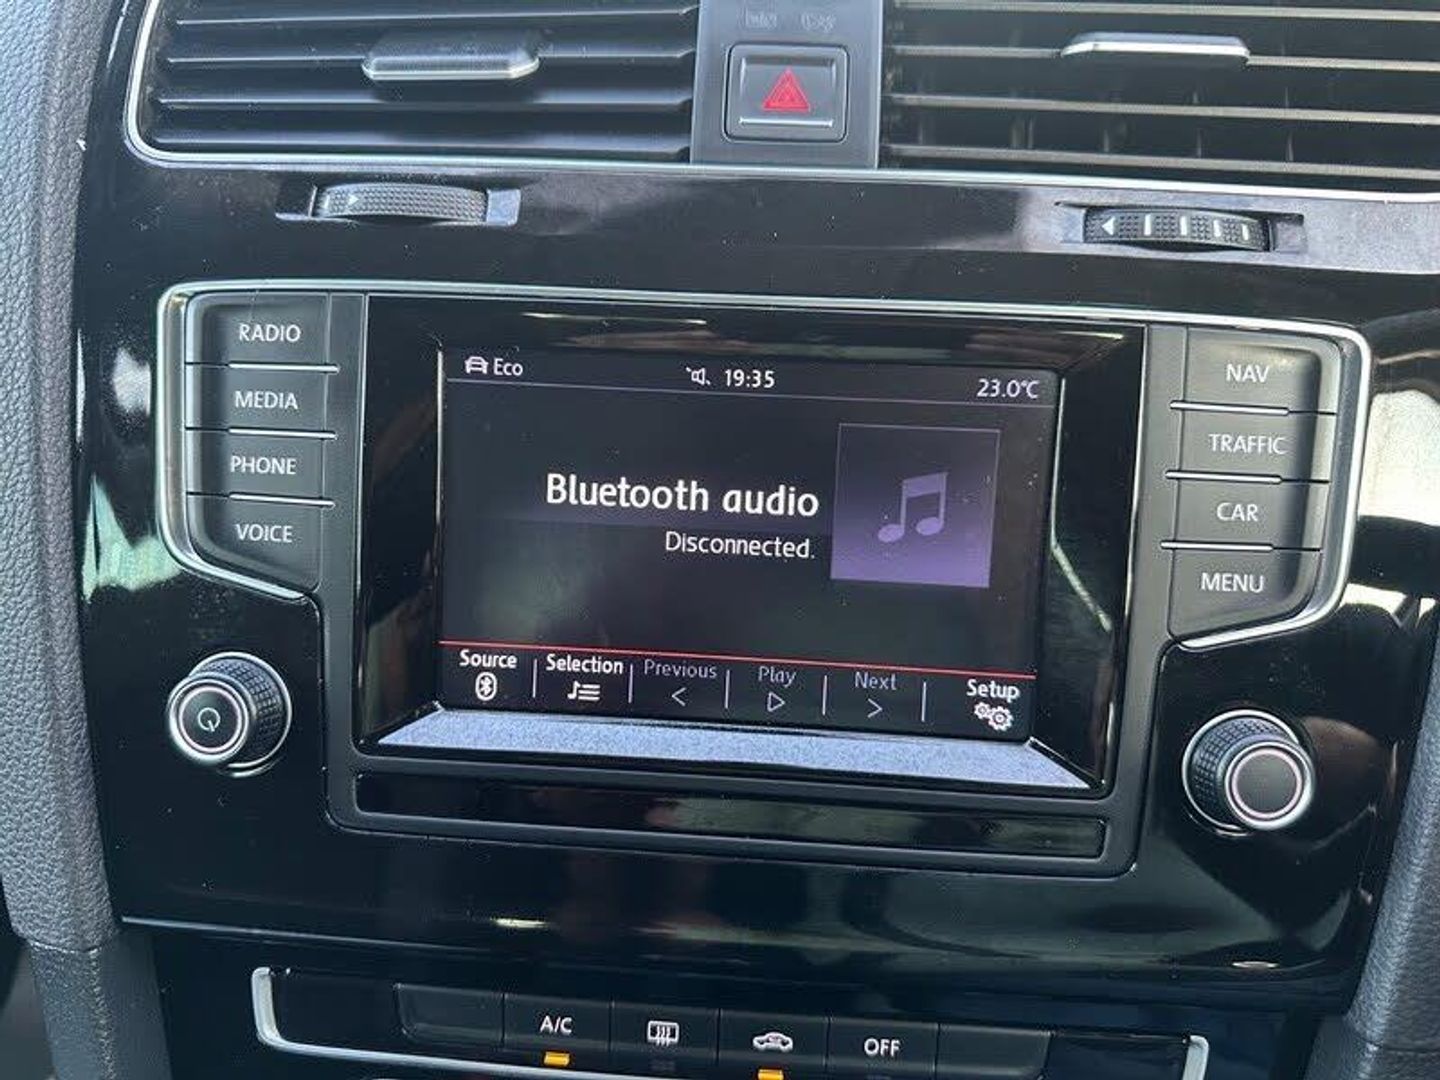 RADIO
MEDIA
PHONE
VOICE
Eco
19:35
23.0°C
Bluetooth audio
Disconnected.
Source
Selection
Previous
Play
Next
Setup
NAV
TRAFFIC
CAR
MENU
A/C
OFF